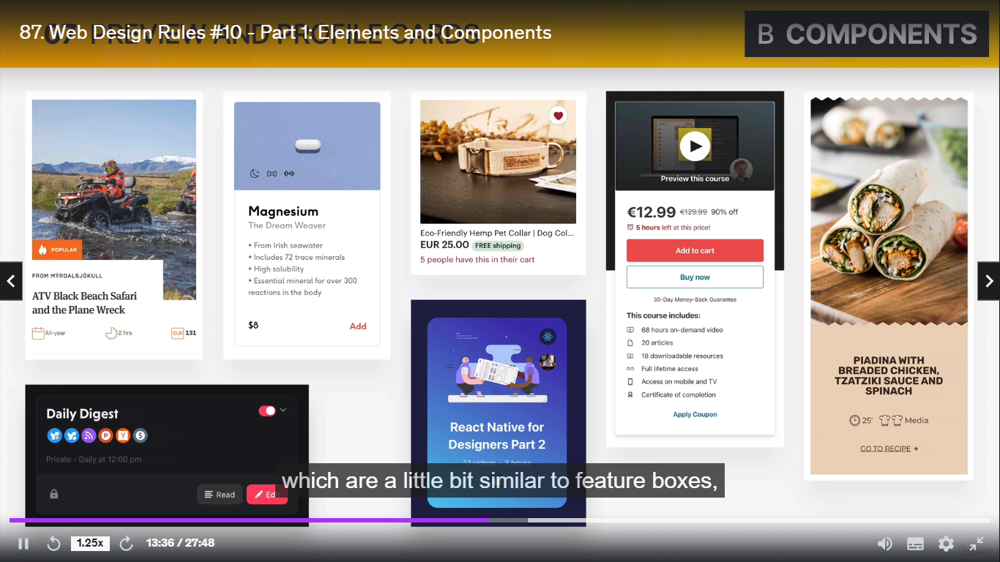 87. Web Design Rules #10 - Part 1: Elements and Components
07 PREVIEW AND PROFILE CARDS
B COMPONENTS
POPULAR
FROM MÝRDALSJÖKULL
ATV Black Beach Safari
and the Plane Wreck
All-year
2 hrs
EUR 131
Magnesium
The Dream Weaver
• From Irish seawater
• Includes 72 trace minerals
• High solubility
• Essential mineral for over 300
reactions in the body
$8
Add
Eco-Friendly Hemp Pet Collar | Dog Col...
EUR 25.00 FREE shipping
5 people have this in their cart
Preview this course
€12.99 €129.99 90% off
5 hours left at this price!
Add to cart
Buy now
30-Day Money-Back Guarantee
This course includes:
68 hours on-demand video
20 articles
18 downloadable resources
Full lifetime access
Access on mobile and TV
Certificate of completion
Apply Coupon
PIADINA WITH
BREADED CHICKEN,
TZATZIKI SAUCE AND
SPINACH
25' Media
GO TO RECIPE →
Daily Digest
P Y $
Private • Daily at 12:00 pm
Read
Edit
React Native for
Designers Part 2
12 videos - 3 hours
which are a little bit similar to feature boxes,
1.25x
13:36 / 27:48